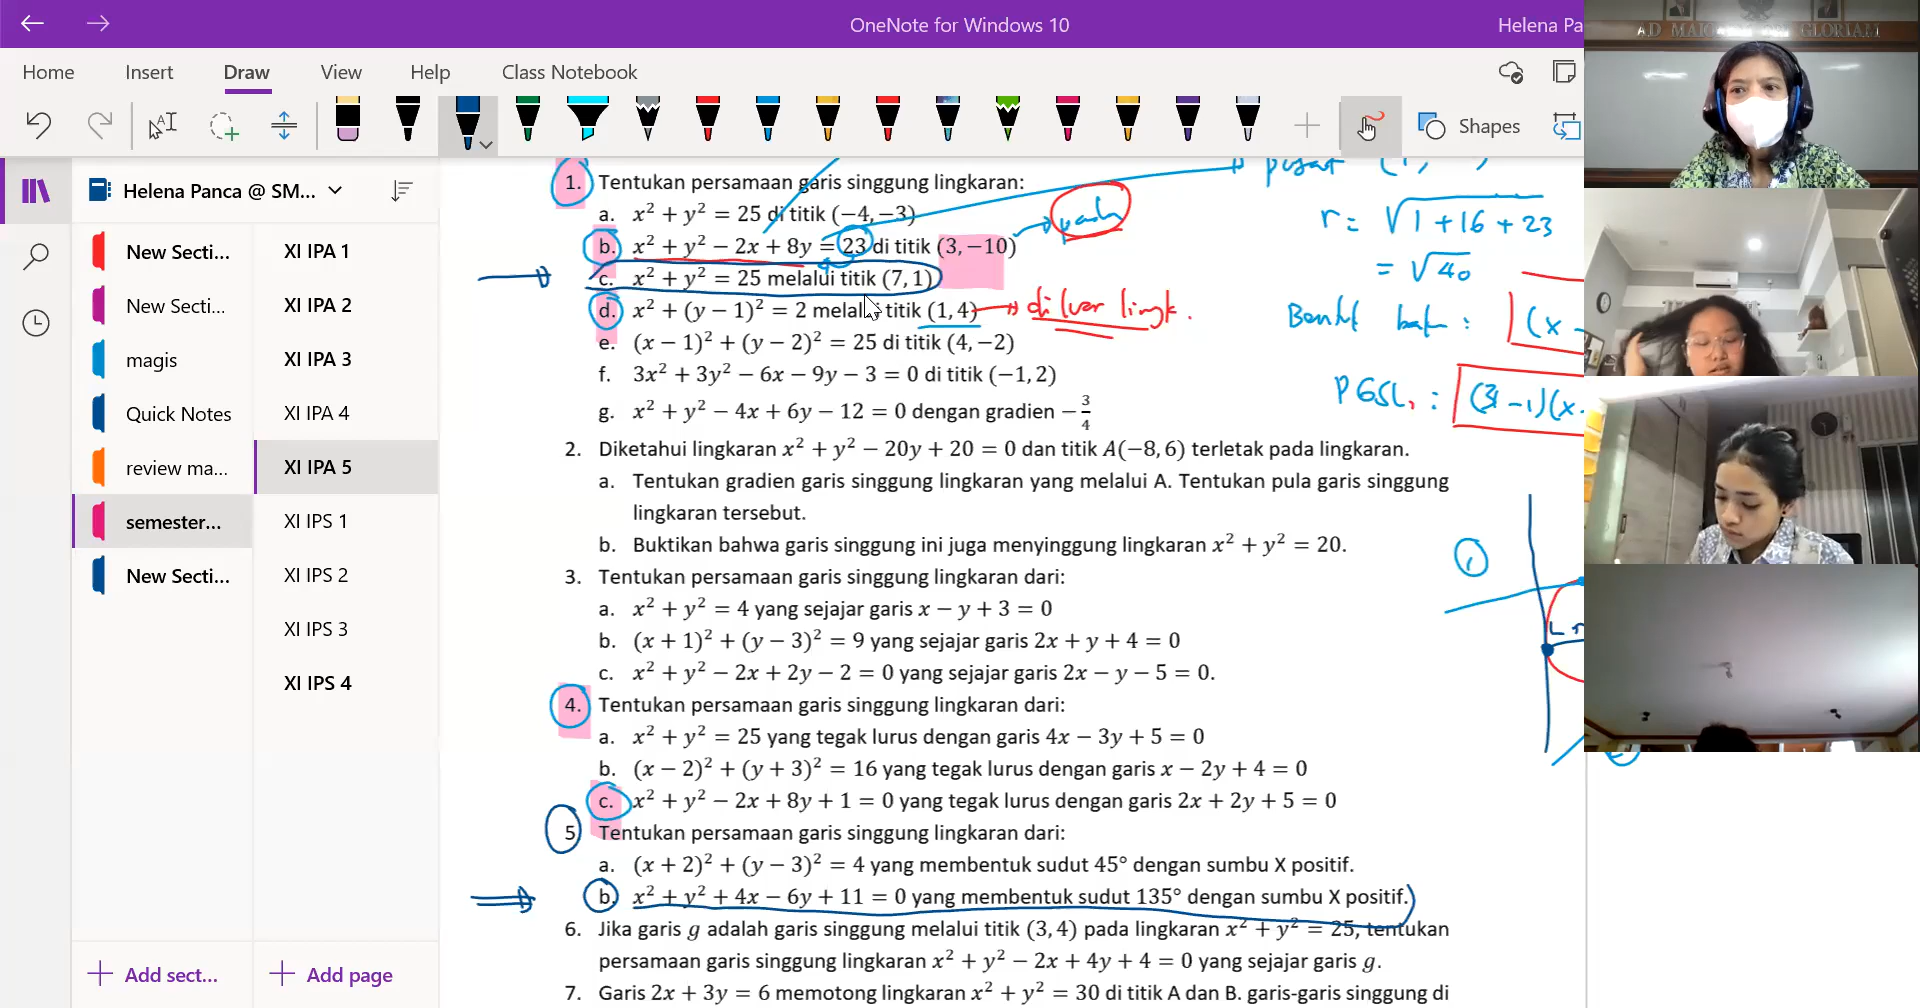 OneNote for Windows 10
Helena Pa
AD MAIOREM DEI GLORIAM
Home Insert Draw View Help Class Notebook
Shapes
Helena Panca @ SM...
New Secti...
New Secti...
magis
Quick Notes
review ma...
semester...
New Secti...
XI IPA 1
XI IPA 2
XI IPA 3
XI IPA 4
XI IPA 5
XI IPS 1
XI IPS 2
XI IPS 3
XI IPS 4
Add sect...
Add page
1. Tentukan persamaan garis singgung lingkaran:
a. x² + y² = 25 di titik (−4, −3)
b. x² + y² − 2x + 8y = 23 di titik (3, −10)
c. x² + y² = 25 melalui titik (7, 1)
d. x² + (y − 1)² = 2 melalui titik (1, 4)
e. (x − 1)² + (y − 2)² = 25 di titik (4, −2)
f. 3x² + 3y² − 6x − 9y − 3 = 0 di titik (−1, 2)
g. x² + y² − 4x + 6y − 12 = 0 dengan gradien −3/4
2. Diketahui lingkaran x² + y² − 20y + 20 = 0 dan titik A(−8, 6) terletak pada lingkaran.
a. Tentukan gradien garis singgung lingkaran yang melalui A. Tentukan pula garis singgung
lingkaran tersebut.
b. Buktikan bahwa garis singgung ini juga menyinggung lingkaran x² + y² = 20.
3. Tentukan persamaan garis singgung lingkaran dari:
a. x² + y² = 4 yang sejajar garis x − y + 3 = 0
b. (x + 1)² + (y − 3)² = 9 yang sejajar garis 2x + y + 4 = 0
c. x² + y² − 2x + 2y − 2 = 0 yang sejajar garis 2x − y − 5 = 0.
4. Tentukan persamaan garis singgung lingkaran dari:
a. x² + y² = 25 yang tegak lurus dengan garis 4x − 3y + 5 = 0
b. (x − 2)² + (y + 3)² = 16 yang tegak lurus dengan garis x − 2y + 4 = 0
c. x² + y² − 2x + 8y + 1 = 0 yang tegak lurus dengan garis 2x + 2y + 5 = 0
5 Tentukan persamaan garis singgung lingkaran dari:
a. (x + 2)² + (y − 3)² = 4 yang membentuk sudut 45° dengan sumbu X positif.
b. x² + y² + 4x − 6y + 11 = 0 yang membentuk sudut 135° dengan sumbu X positif.
6. Jika garis g adalah garis singgung melalui titik (3, 4) pada lingkaran x² + y² = 25, tentukan
persamaan garis singgung lingkaran x² + y² − 2x + 4y + 4 = 0 yang sejajar garis g.
7. Garis 2x + 3y = 6 memotong lingkaran x² + y² = 30 di titik A dan B. garis-garis singgung di
pusat (1,
pada
r = √1 + 16 + 23
= √40
di luar lingk.
(x −
PGSL, :
①